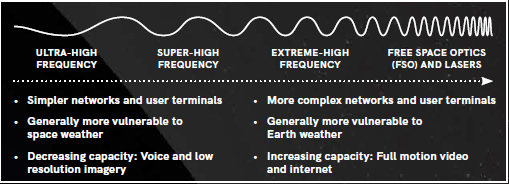 ULTRA-HIGH
FREQUENCY
SUPER-HIGH
FREQUENCY
EXTREME-HIGH
FREQUENCY
FREE SPACE OPTICS
(FSO) AND LASERS
• Simpler networks and user terminals
• Generally more vulnerable to
space weather
• Decreasing capacity: Voice and low
resolution imagery
• More complex networks and user terminals
• Generally more vulnerable to
Earth weather
• Increasing capacity: Full motion video
and internet